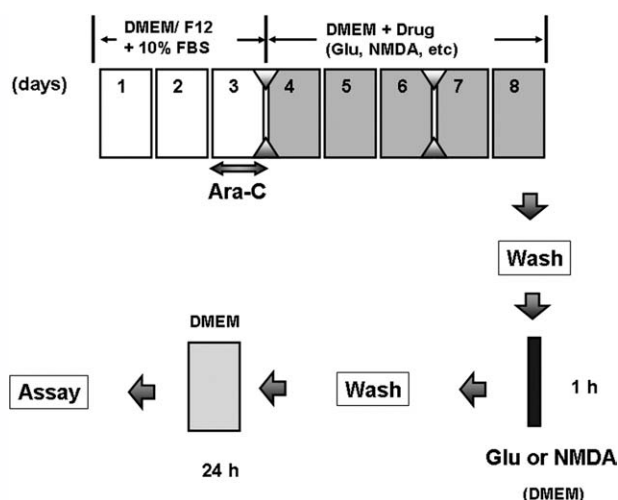 DMEM/ F12
+ 10% FBS
DMEM + Drug
(Glu, NMDA, etc)
(days)
1 2 3 4 5 6 7 8
Ara-C
Wash
DMEM
Assay
Wash
1 h
24 h
Glu or NMDA
(DMEM)